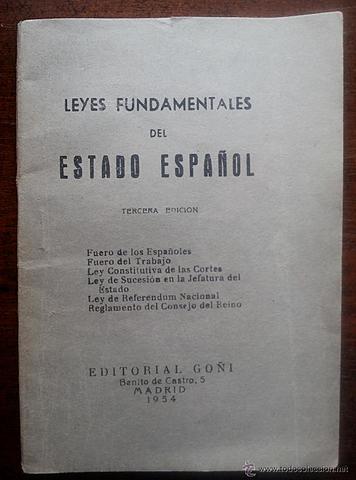 LEYES FUNDAMENTALES
DEL
ESTADO ESPAÑOL
TERCERA EDICION
Fuero de los Españoles
Fuero del Trabajo
Ley Constitutiva de las Cortes
Ley de Sucesión en la Jefatura del
Estado
Ley de Referendum Nacional
Reglamento del Consejo del Reino
EDITORIAL GOÑI
Benito de Castro, 5
MADRID
1954
todocoleccion.net